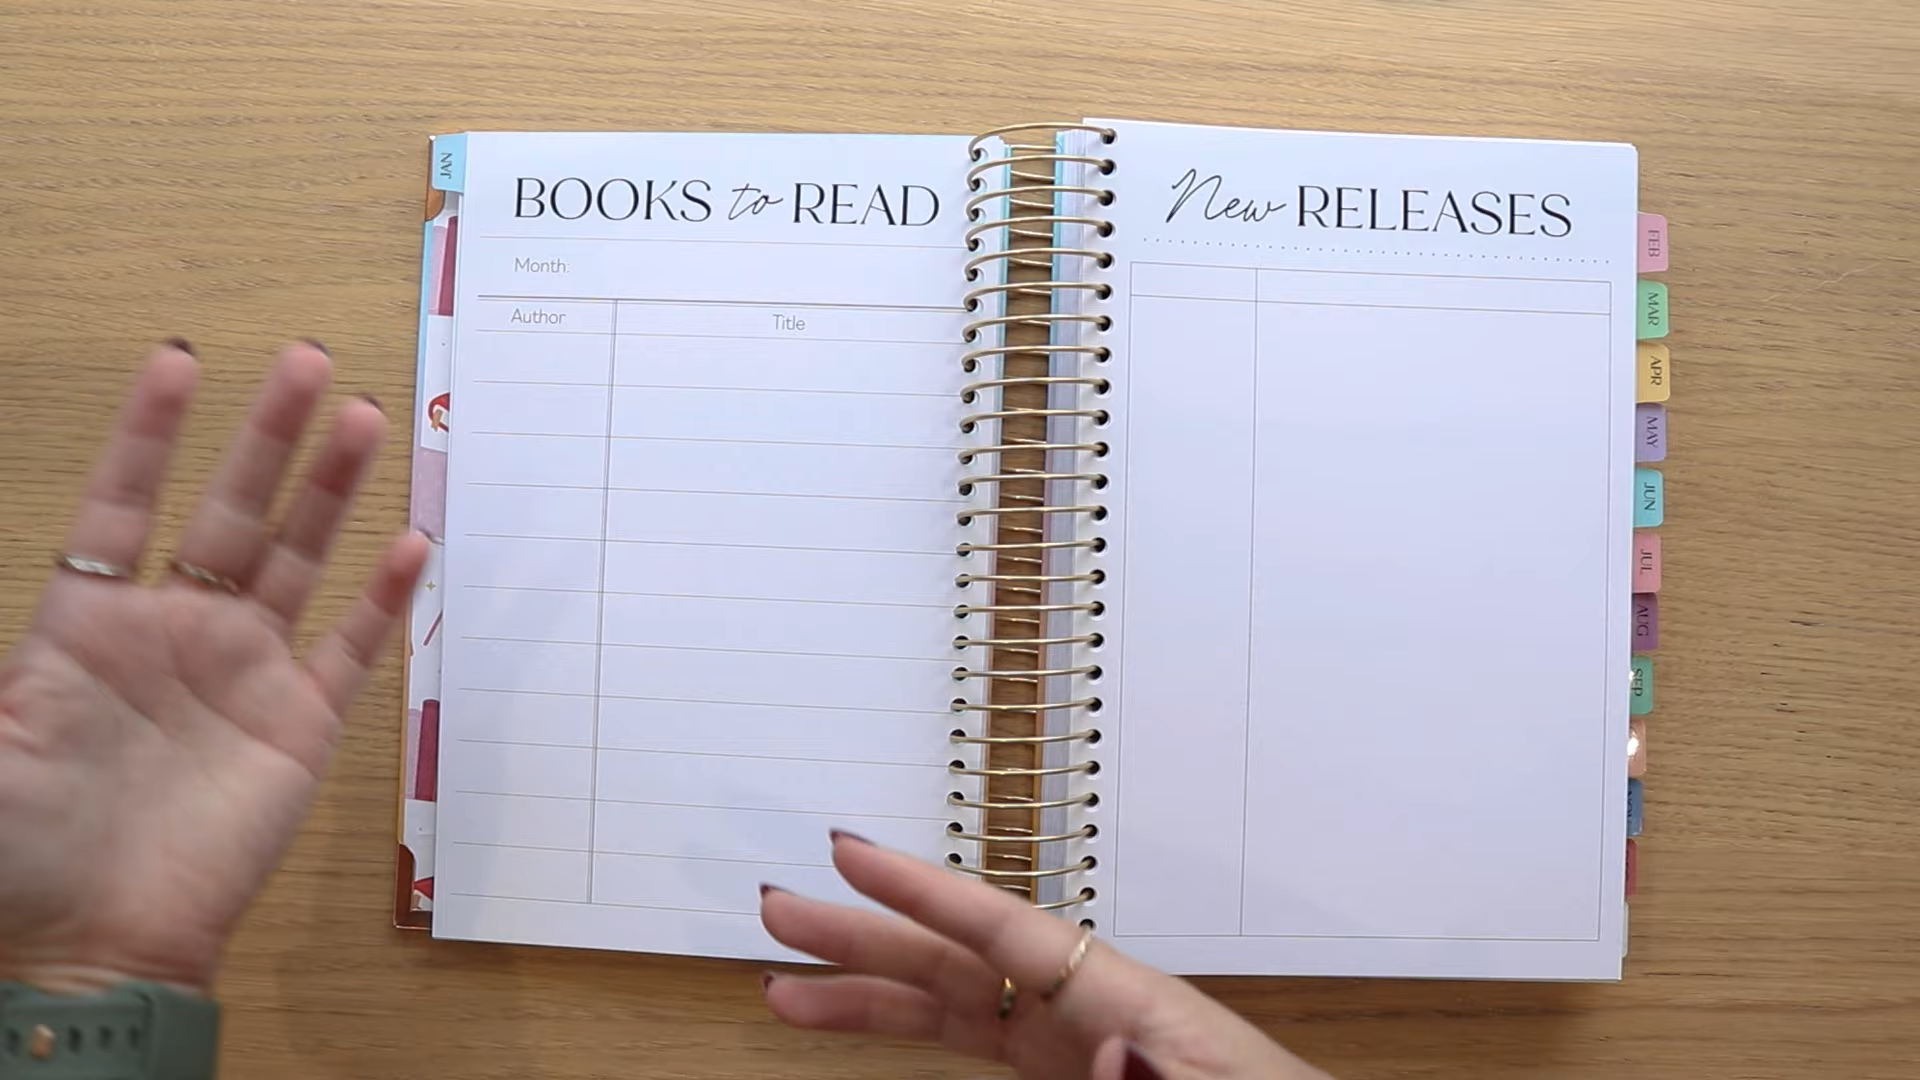 JAN
BOOKS to READ
Month:
Author Title
New RELEASES
FEB
MAR
APR
MAY
JUN
JUL
AUG
SEP